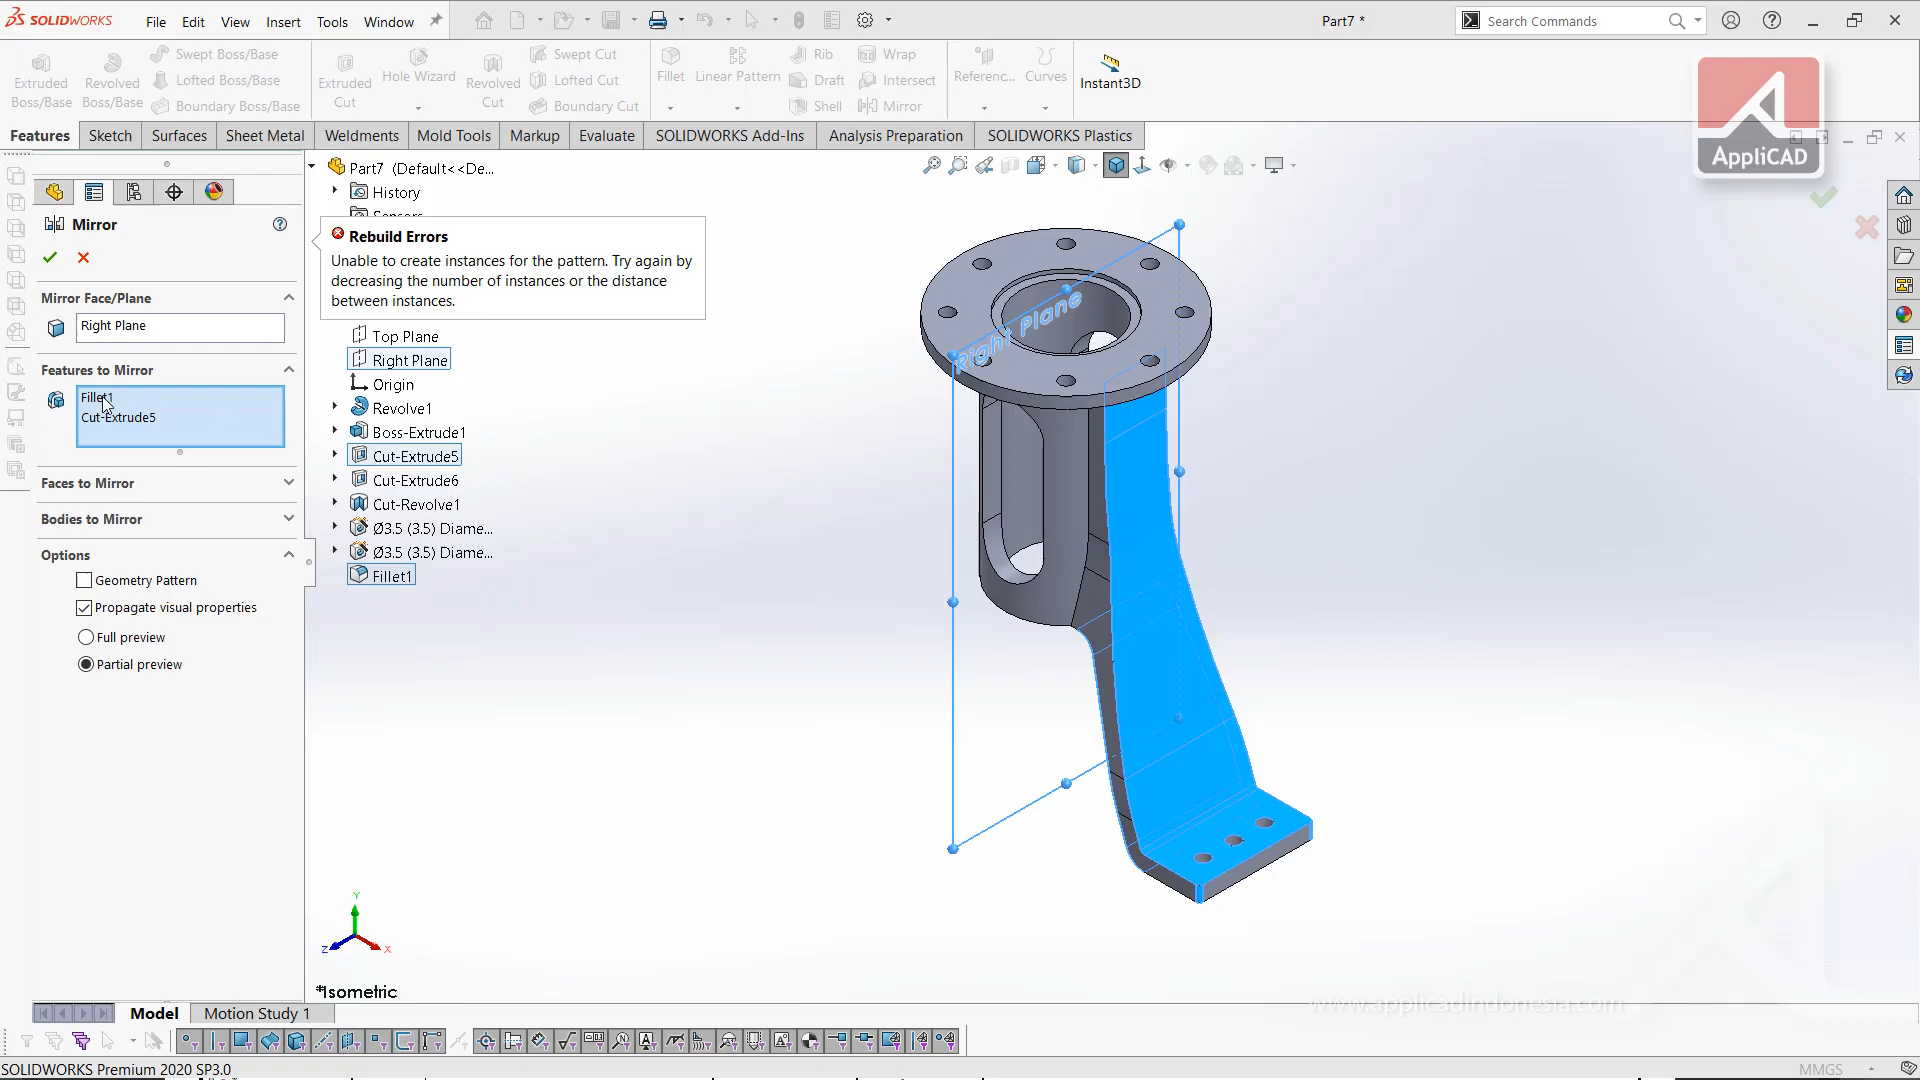 SOLIDWORKS
File
Edit
View
Insert
Tools
Window
Part7 *
Search Commands
Extruded Boss/Base
Revolved Boss/Base
Swept Boss/Base
Lofted Boss/Base
Boundary Boss/Base
Extruded Cut
Hole Wizard
Revolved Cut
Swept Cut
Lofted Cut
Boundary Cut
Fillet
Linear Pattern
Rib
Draft
Shell
Wrap
Intersect
Mirror
Referenc...
Curves
Instant3D
AppliCAD
Features
Sketch
Surfaces
Sheet Metal
Weldments
Mold Tools
Markup
Evaluate
SOLIDWORKS Add-Ins
Analysis Preparation
SOLIDWORKS Plastics
Mirror
Mirror Face/Plane
Right Plane
Features to Mirror
Fillet1
Cut-Extrude5
Faces to Mirror
Bodies to Mirror
Options
Geometry Pattern
Propagate visual properties
Full preview
Partial preview
Part7 (Default<<De...
History
Sensors
Rebuild Errors
Unable to create instances for the pattern. Try again by
decreasing the number of instances or the distance
between instances.
Top Plane
Right Plane
Origin
Revolve1
Boss-Extrude1
Cut-Extrude5
Cut-Extrude6
Cut-Revolve1
Ø3.5 (3.5) Diame...
Ø3.5 (3.5) Diame...
Fillet1
Right Plane
Y
Z
X
*Isometric
www.applicadindonesia.com
Model
Motion Study 1
SOLIDWORKS Premium 2020 SP3.0
MMGS